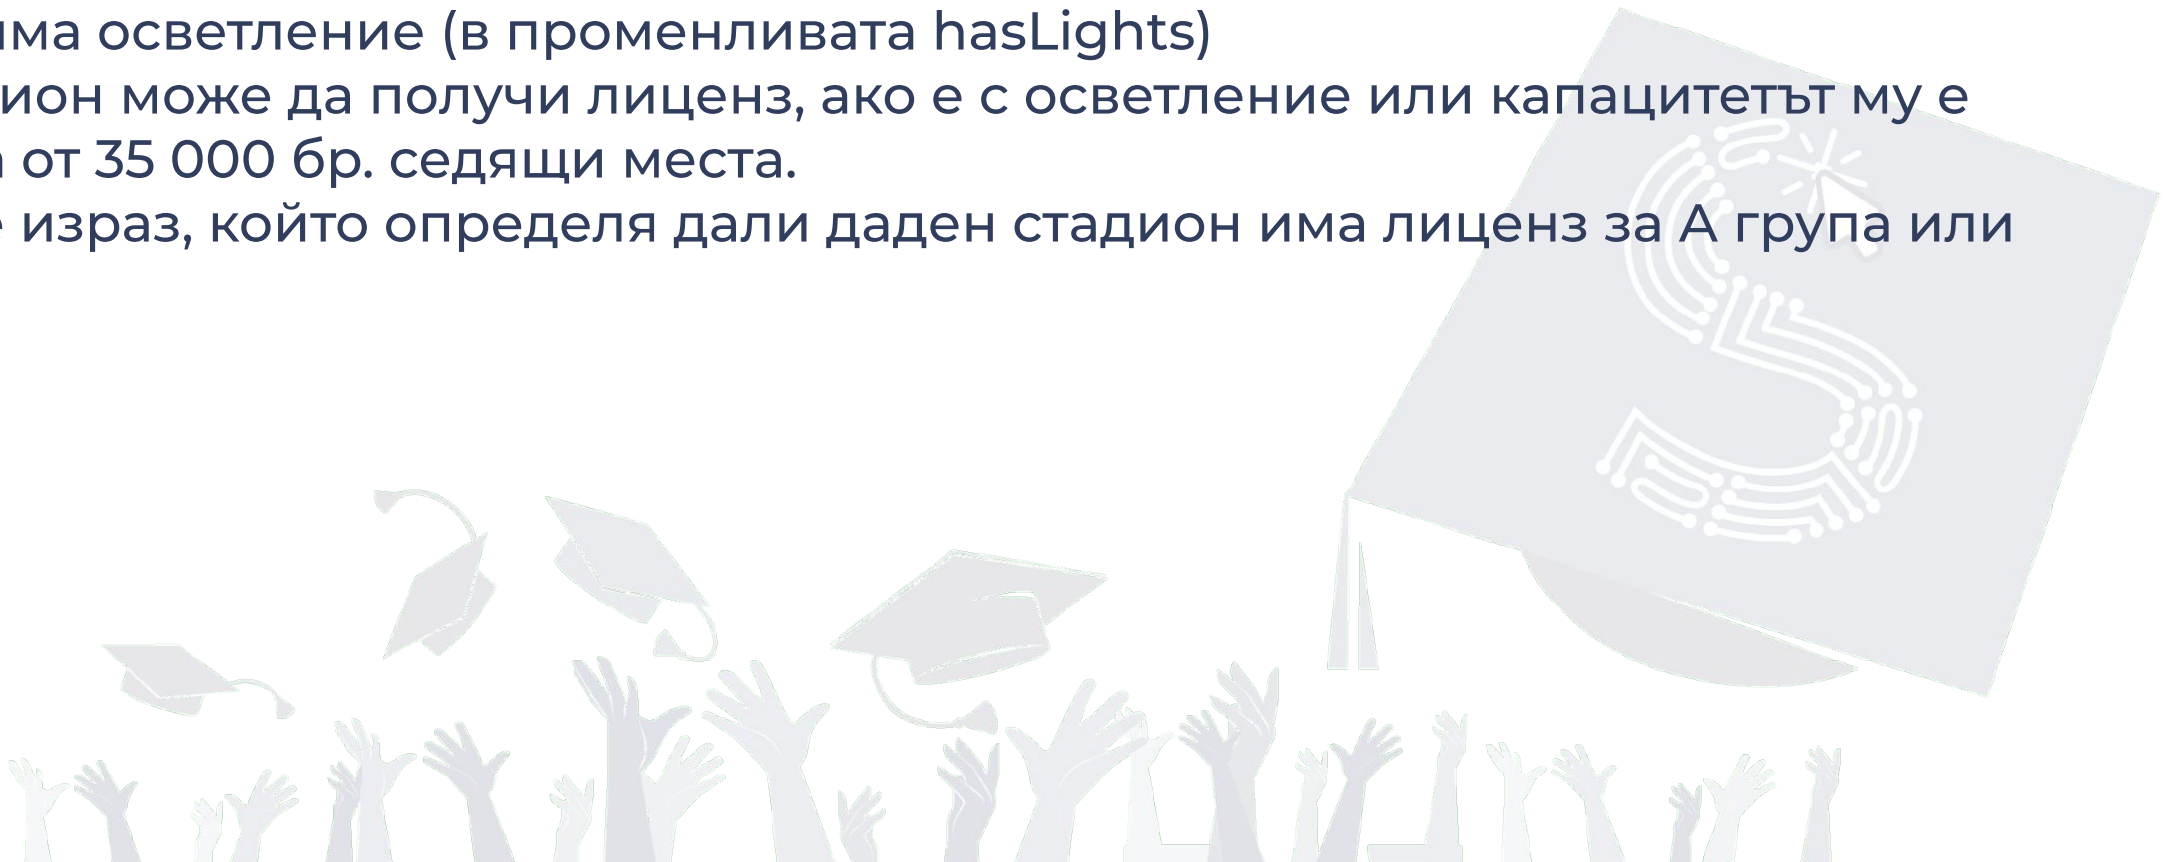 има осветление (в променливата hasLights)
ион може да получи лиценз, ако е с осветление или капацитетът му е
от 35 000 бр. седящи места.
израз, който определя дали даден стадион има лиценз за А група или